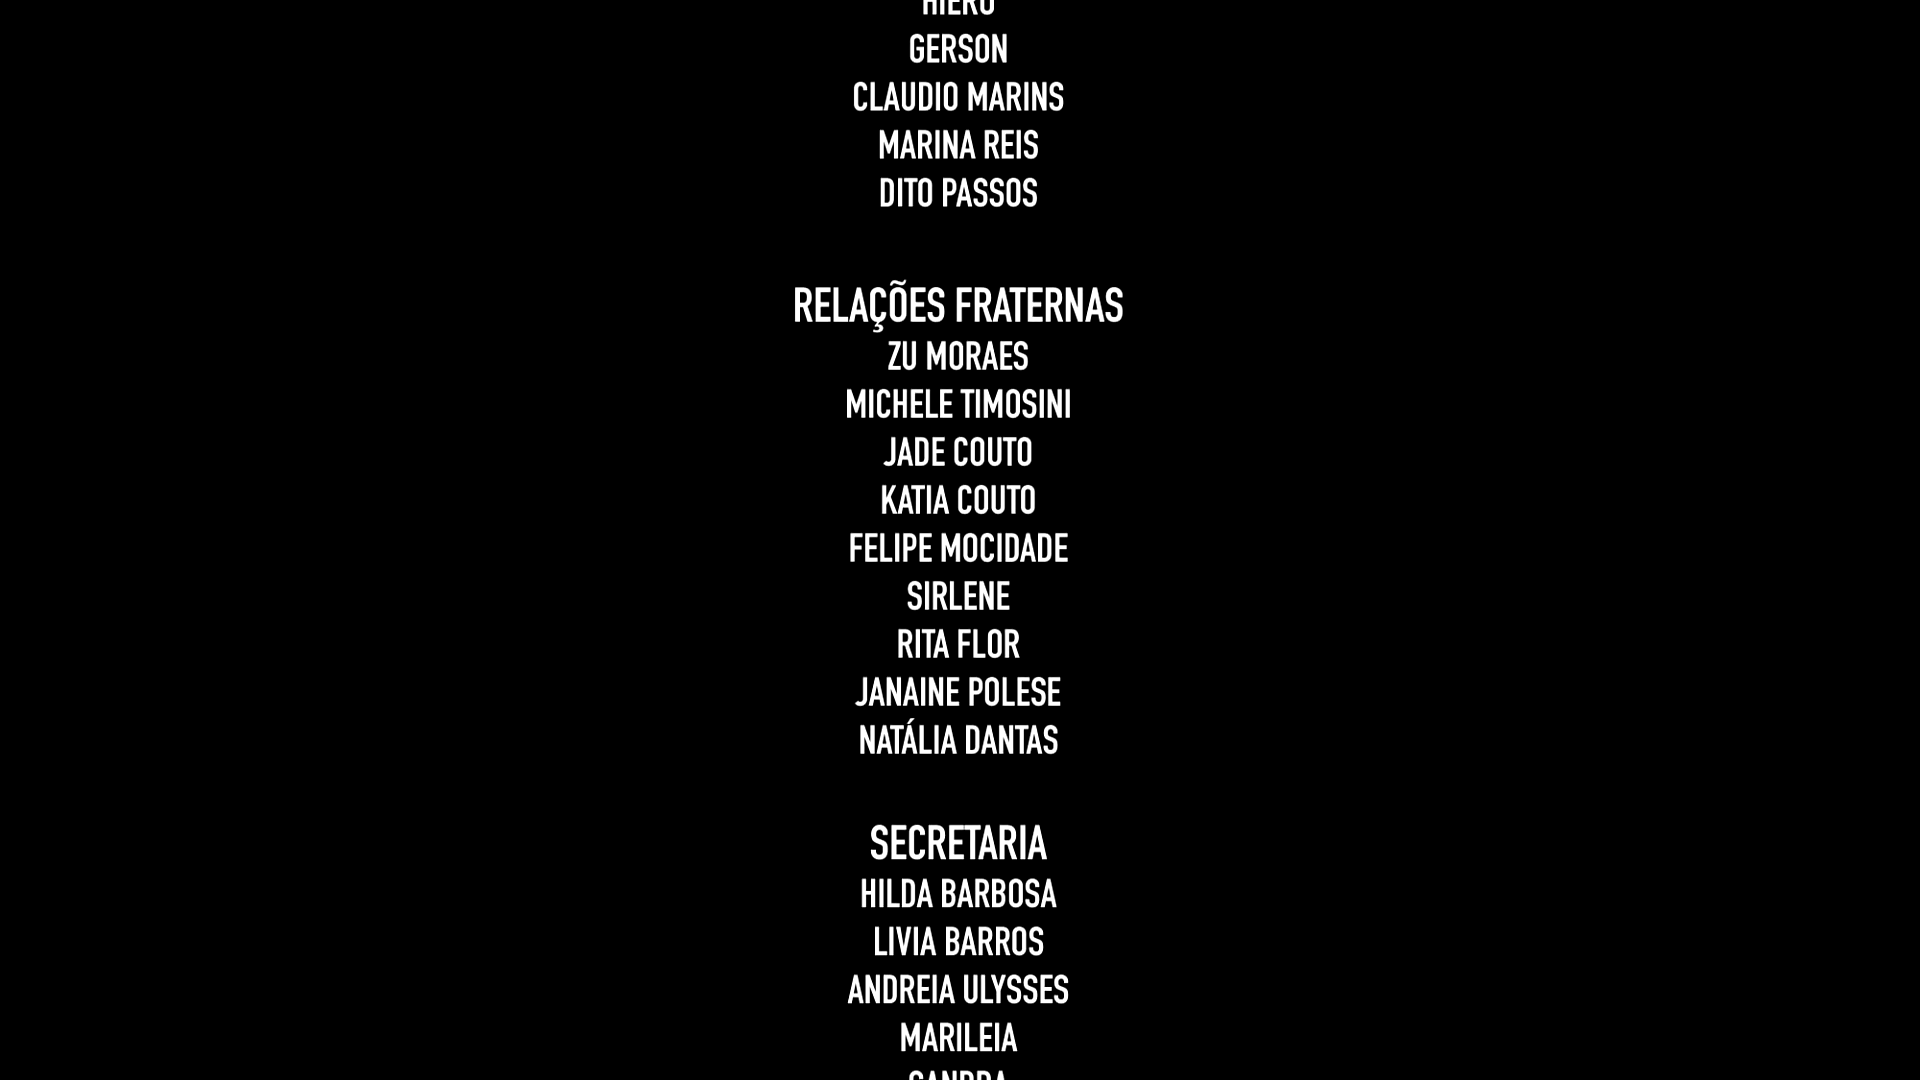 HIERO
GERSON
CLAUDIO MARINS
MARINA REIS
DITO PASSOS
RELAÇÕES FRATERNAS
ZU MORAES
MICHELE TIMOSINI
JADE COUTO
KATIA COUTO
FELIPE MOCIDADE
SIRLENE
RITA FLOR
JANAINE POLESE
NATÁLIA DANTAS
SECRETARIA
HILDA BARBOSA
LIVIA BARROS
ANDREIA ULYSSES
MARILEIA